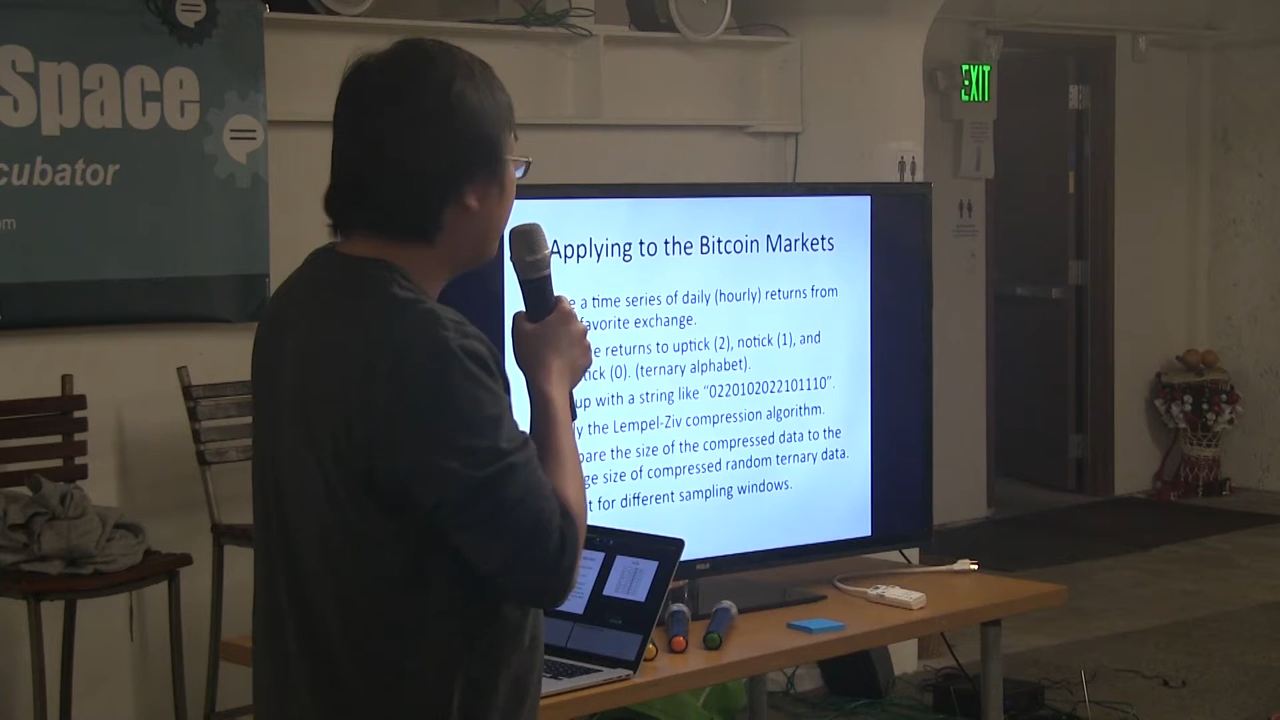 Space
cubator
om
EXIT
Applying to the Bitcoin Markets
e a time series of daily (hourly) returns from
favorite exchange.
e returns to uptick (2), notick (1), and
tick (0). (ternary alphabet).
up with a string like “0220102022101110”.
y the Lempel-Ziv compression algorithm.
pare the size of the compressed data to the
ge size of compressed random ternary data.
t for different sampling windows.
RCA